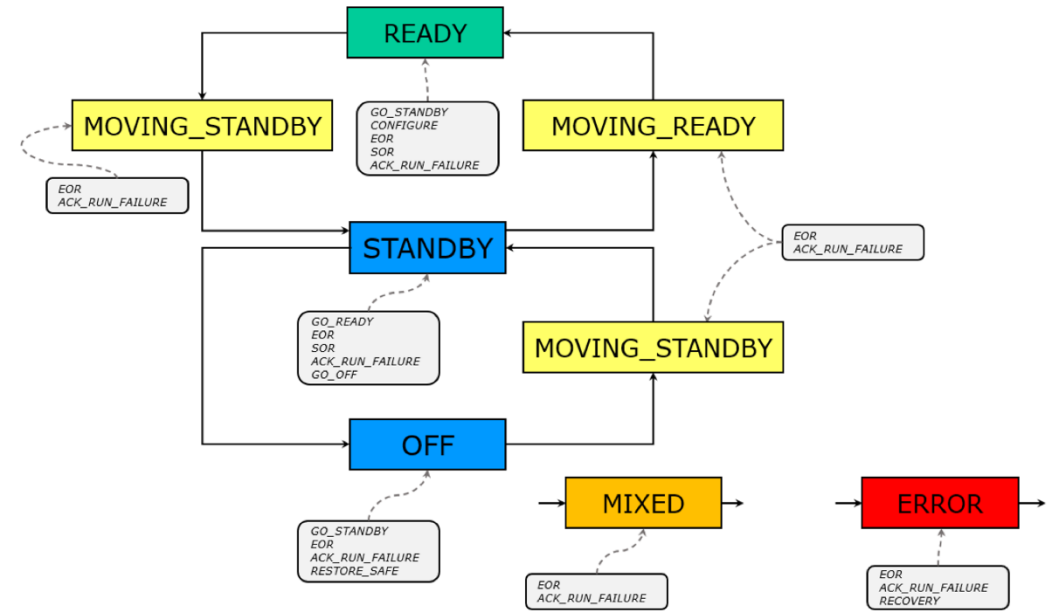 READY
GO_STANDBY
CONFIGURE
EOR
SOR
ACK_RUN_FAILURE
MOVING_STANDBY
MOVING_READY
EOR
ACK_RUN_FAILURE
STANDBY
EOR
ACK_RUN_FAILURE
GO_READY
EOR
SOR
ACK_RUN_FAILURE
GO_OFF
MOVING_STANDBY
OFF
GO_STANDBY
EOR
ACK_RUN_FAILURE
RESTORE_SAFE
MIXED
EOR
ACK_RUN_FAILURE
ERROR
EOR
ACK_RUN_FAILURE
RECOVERY